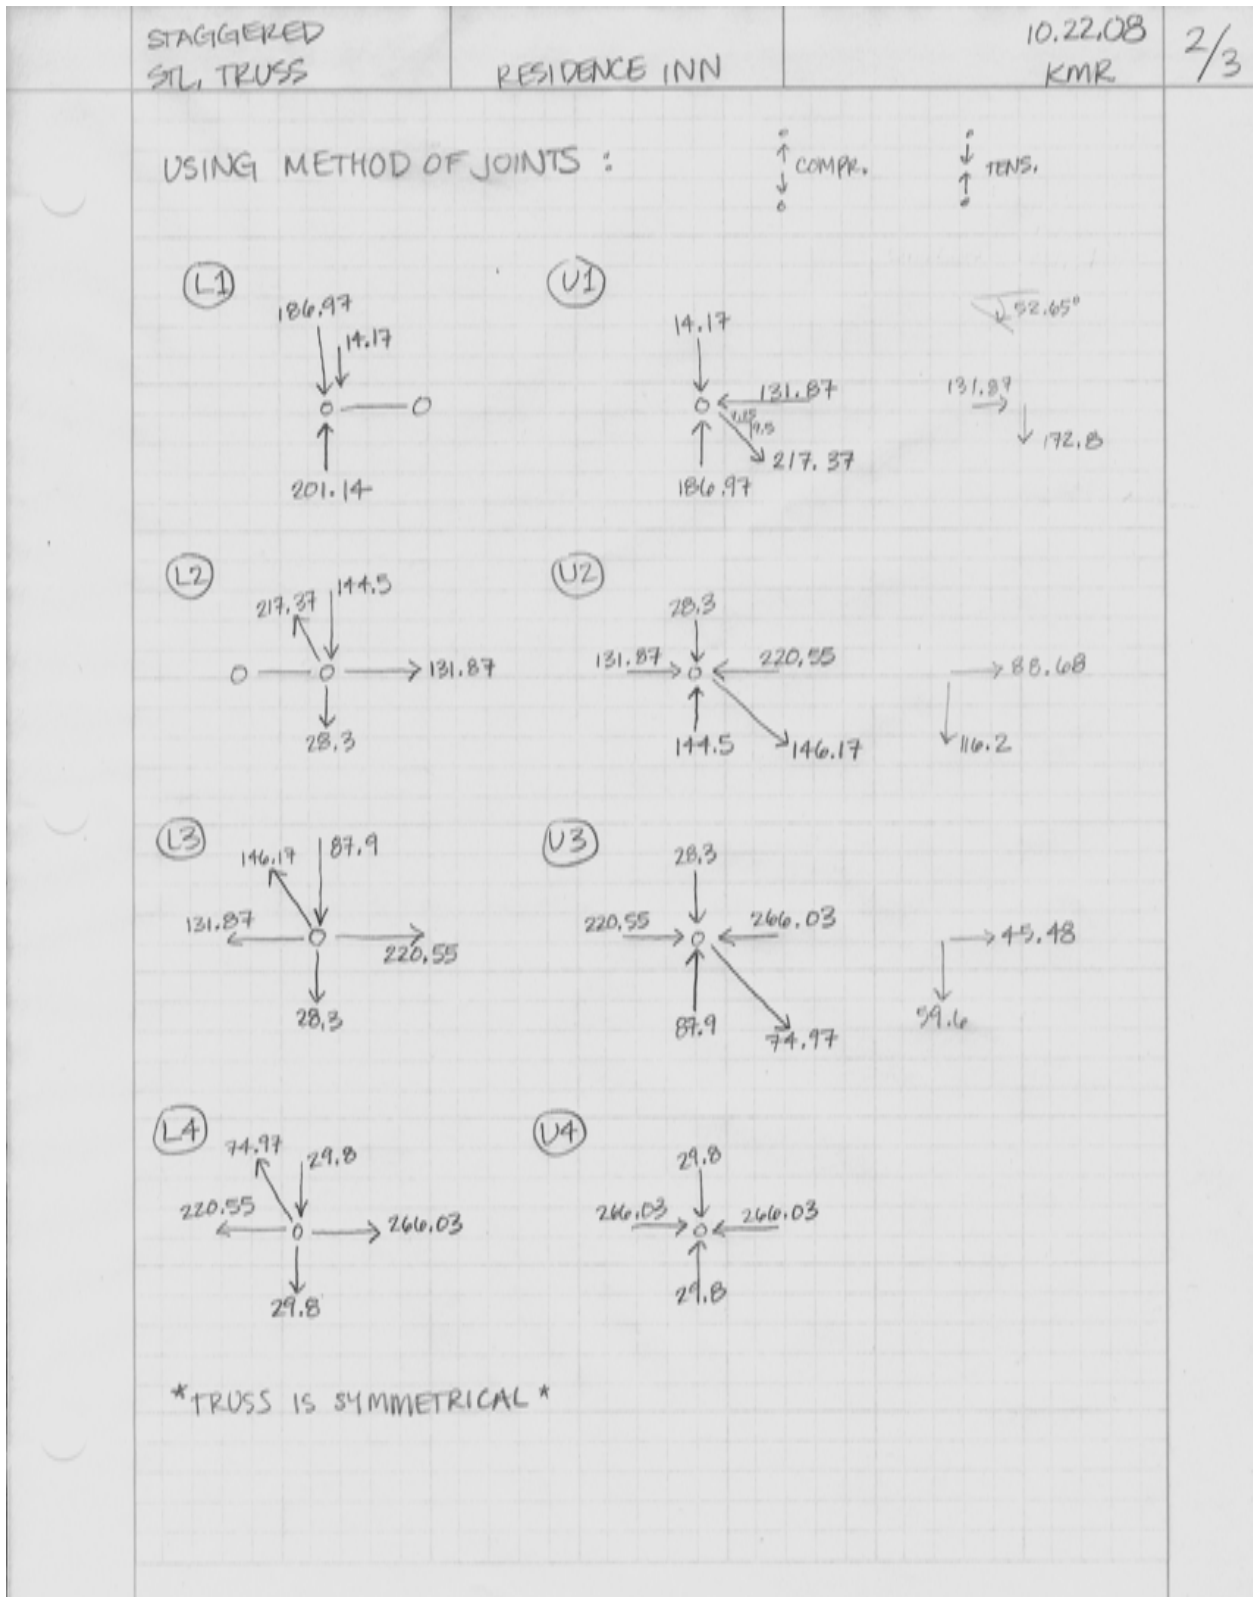 STAGGERED
STL. TRUSS
RESIDENCE INN
10.22.08
KMR
2/3
USING METHOD OF JOINTS :
COMPR.
TENS.
L1
186.97
14.17
201.14
U1
14.17
131.87
7.25
9.5
217.37
186.97
52.65°
131.87
172.8
L2
217.37
144.5
131.87
28.3
U2
28.3
131.87
220.55
144.5
146.17
88.68
116.2
L3
146.17
87.9
131.87
220.55
28.3
U3
28.3
220.55
266.03
87.9
74.97
45.48
59.6
L4
74.97
29.8
220.55
266.03
29.8
U4
29.8
266.03
266.03
29.8
*TRUSS IS SYMMETRICAL*